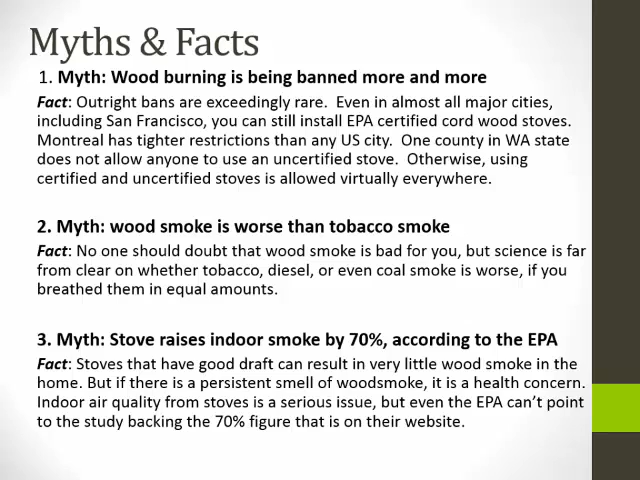 Myths & Facts
1. Myth: Wood burning is being banned more and more
Fact: Outright bans are exceedingly rare. Even in almost all major cities,
including San Francisco, you can still install EPA certified cord wood stoves.
Montreal has tighter restrictions than any US city. One county in WA state
does not allow anyone to use an uncertified stove. Otherwise, using
certified and uncertified stoves is allowed virtually everywhere.
2. Myth: wood smoke is worse than tobacco smoke
Fact: No one should doubt that wood smoke is bad for you, but science is far
from clear on whether tobacco, diesel, or even coal smoke is worse, if you
breathed them in equal amounts.
3. Myth: Stove raises indoor smoke by 70%, according to the EPA
Fact: Stoves that have good draft can result in very little wood smoke in the
home. But if there is a persistent smell of woodsmoke, it is a health concern.
Indoor air quality from stoves is a serious issue, but even the EPA can't point
to the study backing the 70% figure that is on their website.